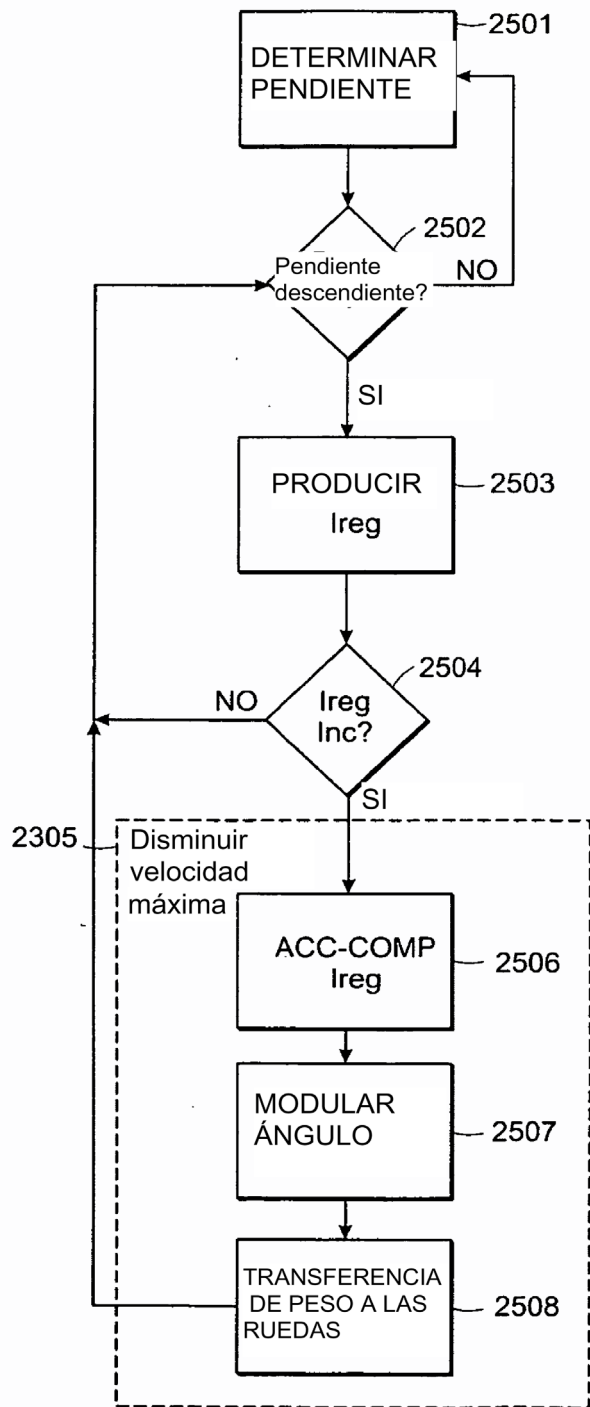 2501
DETERMINAR
PENDIENTE
2502
Pendiente
descendiente?
NO
SI
PRODUCIR
Ireg
2503
2504
NO
Ireg
Inc?
SI
2305
Disminuir
velocidad
máxima
ACC-COMP
Ireg
2506
MODULAR
ÁNGULO
2507
TRANSFERENCIA
DE PESO A LAS
RUEDAS
2508